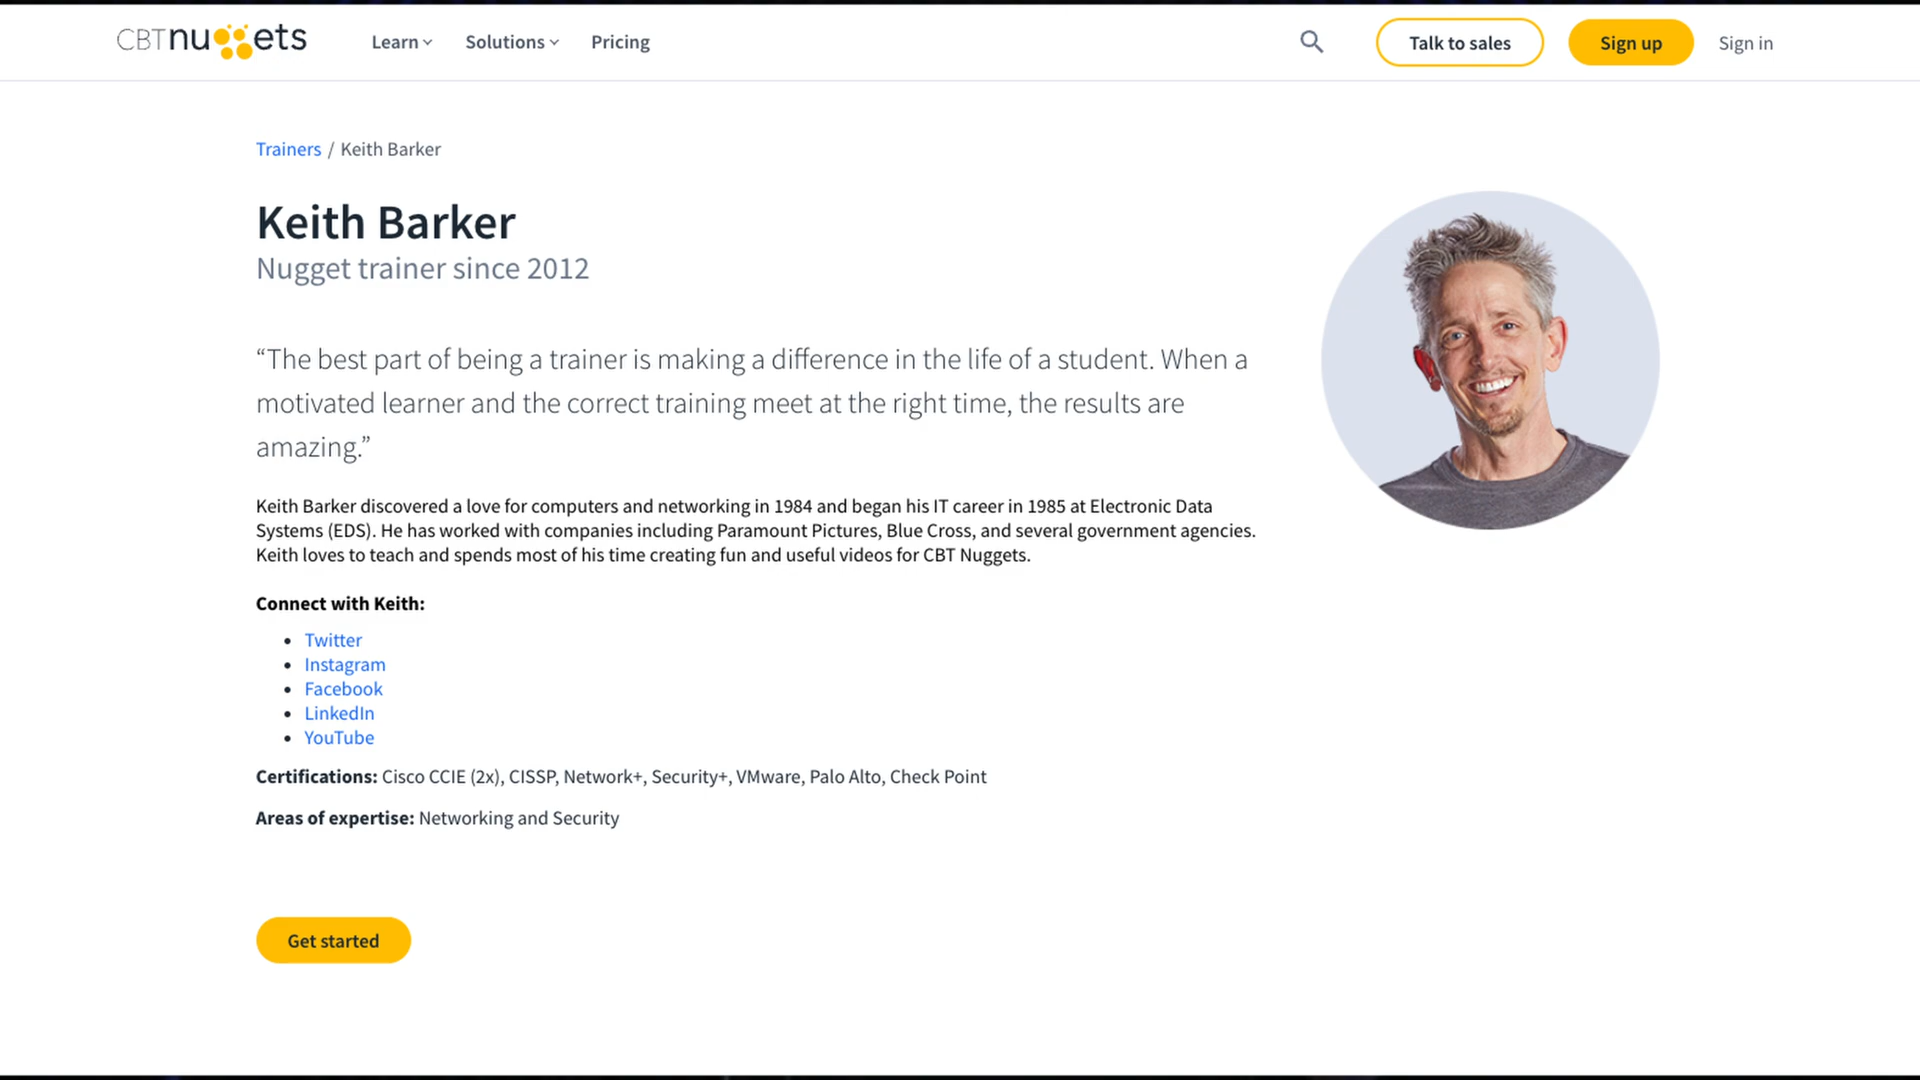 CBTnuggets
Learn
Solutions
Pricing
Talk to sales
Sign up
Sign in
Trainers / Keith Barker
Keith Barker
Nugget trainer since 2012
“The best part of being a trainer is making a difference in the life of a student. When a
motivated learner and the correct training meet at the right time, the results are
amazing.”
Keith Barker discovered a love for computers and networking in 1984 and began his IT career in 1985 at Electronic Data
Systems (EDS). He has worked with companies including Paramount Pictures, Blue Cross, and several government agencies.
Keith loves to teach and spends most of his time creating fun and useful videos for CBT Nuggets.
Connect with Keith:
• Twitter
• Instagram
• Facebook
• LinkedIn
• YouTube
Certifications: Cisco CCIE (2x), CISSP, Network+, Security+, VMware, Palo Alto, Check Point
Areas of expertise: Networking and Security
Get started